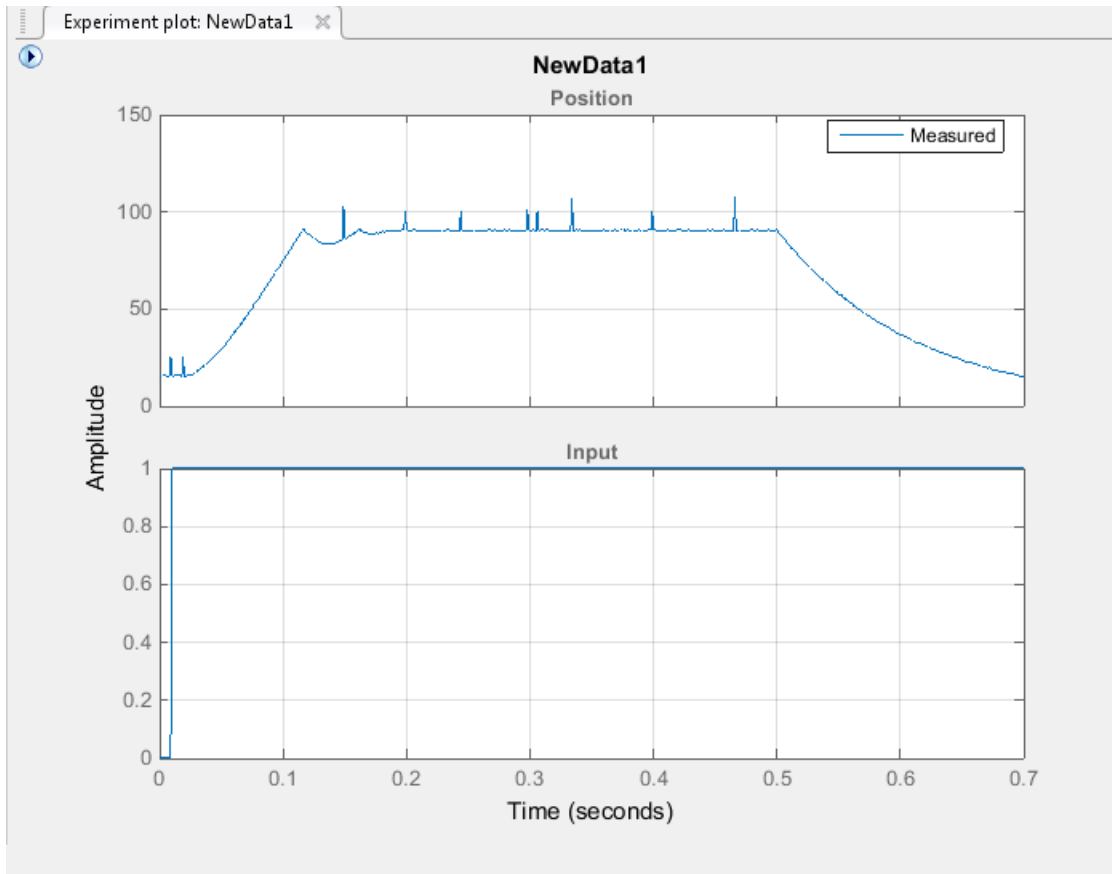 Experiment plot: NewData1
NewData1
Position
150
100
50
0
Measured
Amplitude
Input
1
0.8
0.6
0.4
0.2
0
0 0.1 0.2 0.3 0.4 0.5 0.6 0.7
Time (seconds)